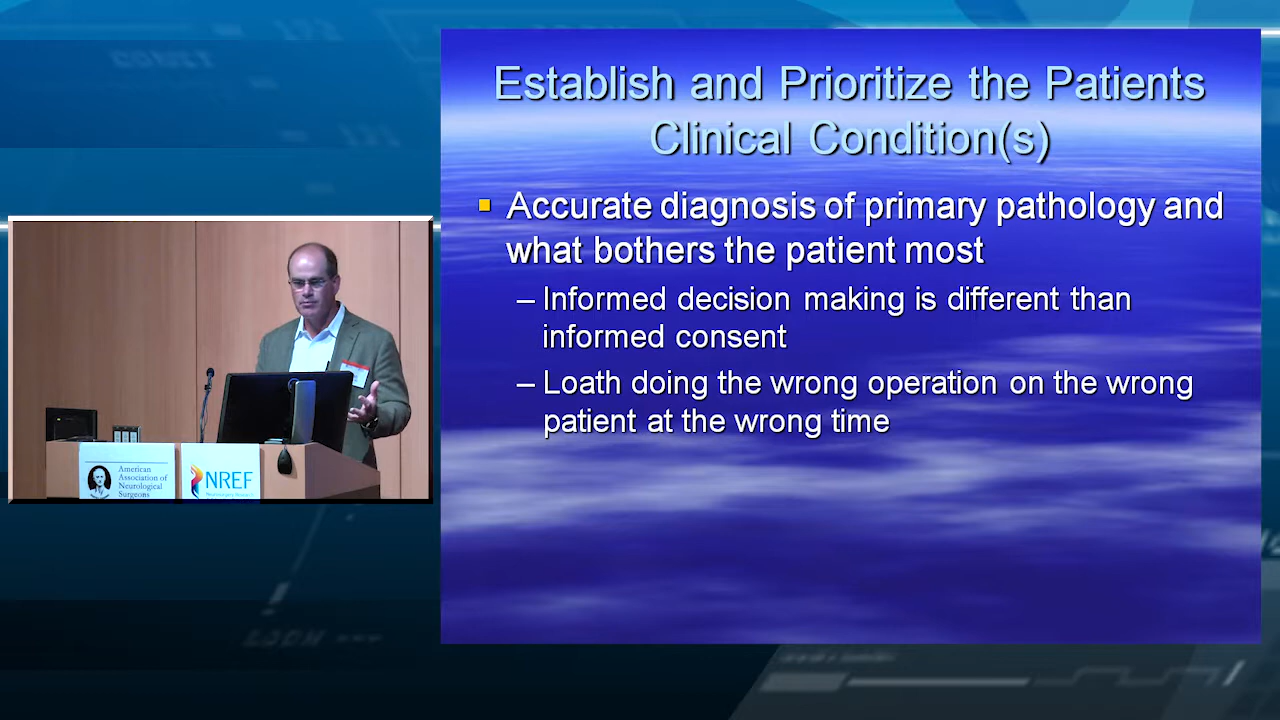 Establish and Prioritize the Patients
Clinical Condition(s)
Accurate diagnosis of primary pathology and
what bothers the patient most
– Informed decision making is different than
informed consent
– Loath doing the wrong operation on the wrong
patient at the wrong time
American
Association of
Neurological
Surgeons
NREF